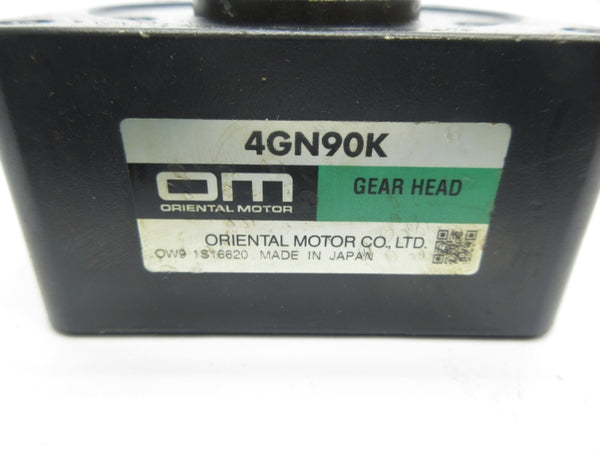 4GN90K
OM
ORIENTAL MOTOR
GEAR HEAD
ORIENTAL MOTOR CO., LTD.
OW9 1S16620 MADE IN JAPAN